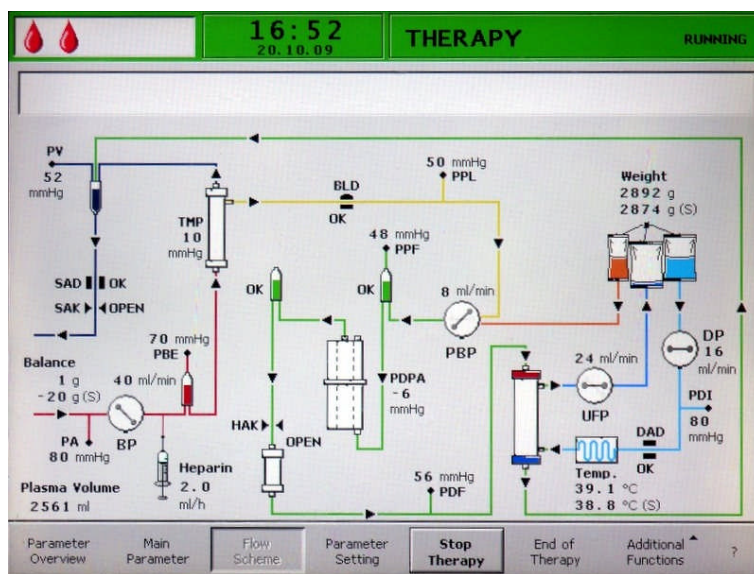 16:52
20.10.09
THERAPY
RUNNING
PV
52
mmHg
TMP
10
mmHg
BLD
OK
50 mmHg
PPL
Weight
2892 g
2874 g (S)
48 mmHg
PPF
SAD OK
SAK OPEN
OK
OK
8 ml/min
PBP
70 mmHg
PBE
Balance
1 g
-20 g (S)
40 ml/min
BP
PA
80 mmHg
Heparin
2.0
ml/h
Plasma Volume
2561 ml
HAK
OPEN
PDPA
-6
mmHg
56 mmHg
PDF
24 ml/min
UFP
DP
16
ml/min
PDI
80
mmHg
DAD
OK
Temp.
39.1 °C
38.8 °C (S)
Parameter
Overview
Main
Parameter
Flow
Scheme
Parameter
Setting
Stop
Therapy
End of
Therapy
Additional
Functions
?